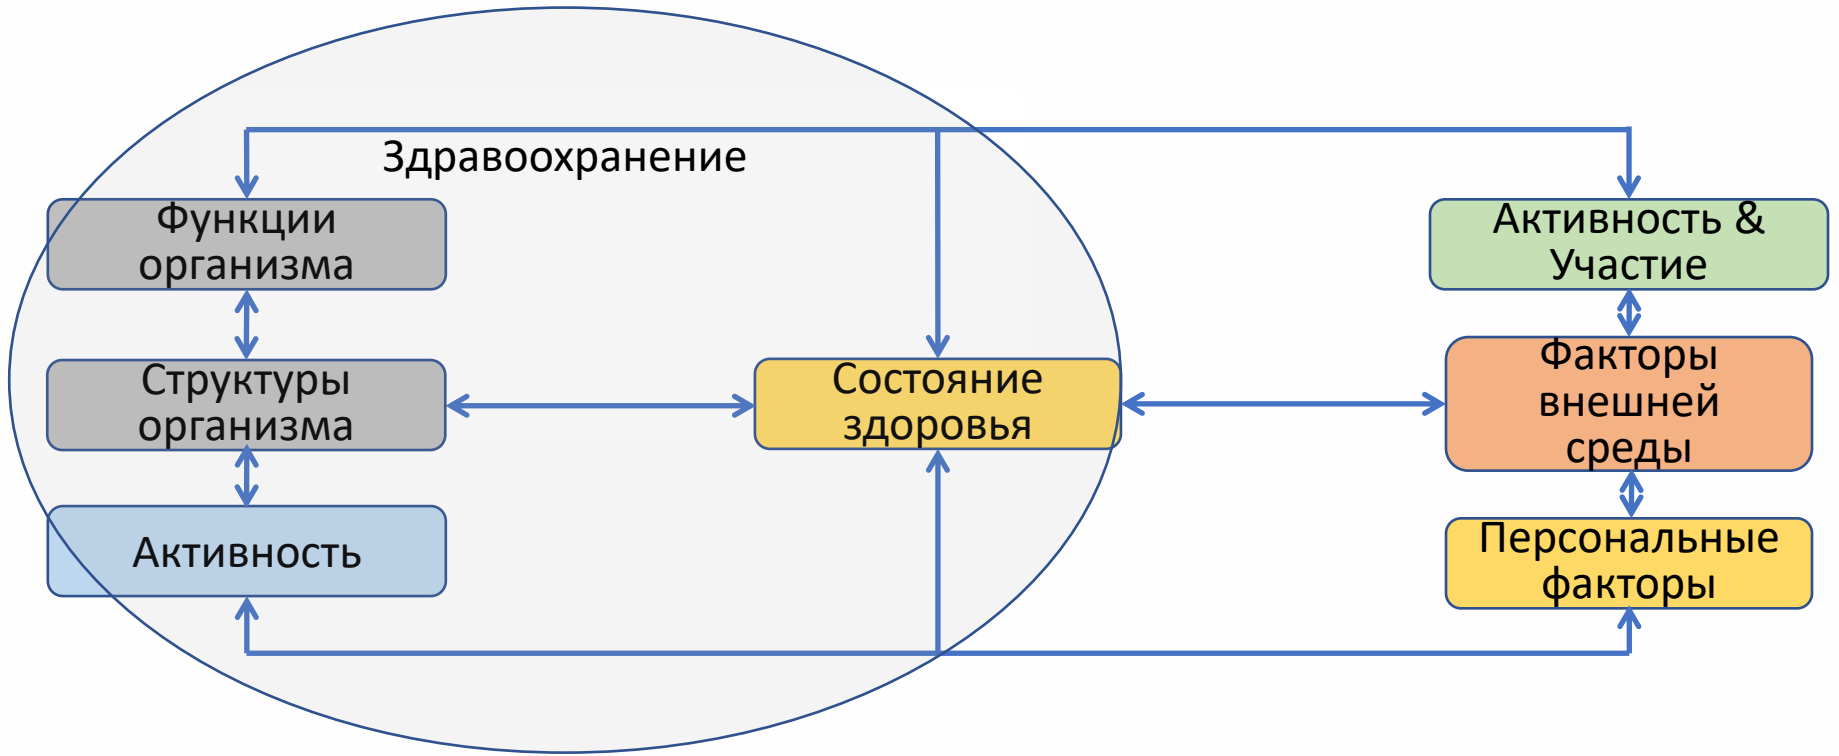 Здравоохранение
Функции
организма
Структуры
организма
Активность
Состояние
здоровья
Активность &
Участие
Факторы
внешней
среды
Персональные
факторы